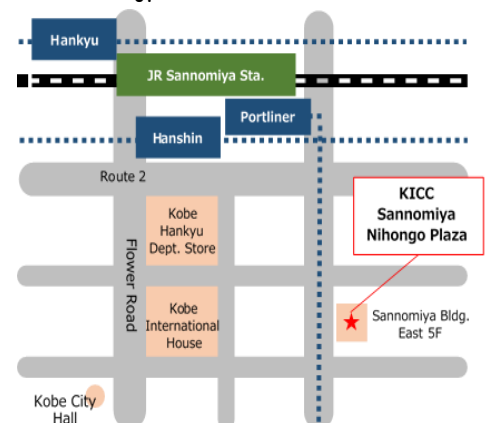 Hankyu
JR Sannomiya Sta.
Portliner
Hanshin
Route 2
KICC
Sannomiya
Nihongo Plaza
Kobe
Hankyu
Dept. Store
Flower Road
Kobe
International
House
Sannomiya Bldg.
East 5F
Kobe City
Hall